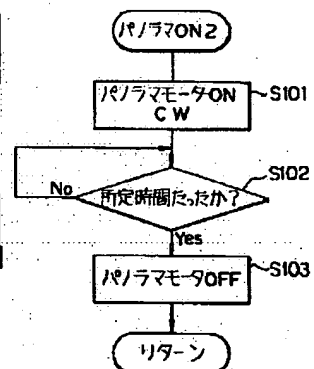 パノラマON2
パノラマモーターON
CW
S101
No
所定時間たったか?
S102
Yes
パノラマモータOFF
S103
リターン